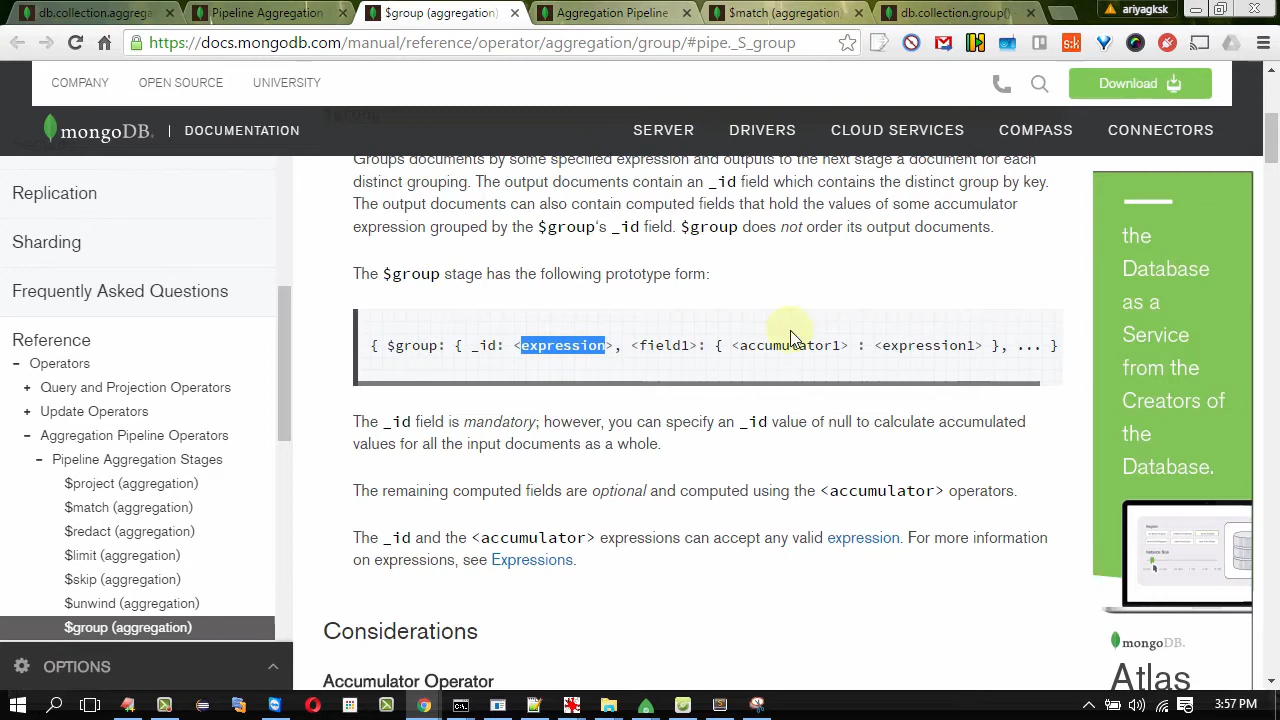 db.collection.aggrega
Pipeline Aggregation
$group (aggregation)
Aggregation Pipeline
$match (aggregation
db.collection.group()
ariyagksk
https://docs.mongodb.com/manual/reference/operator/aggregation/group/#pipe._S_group
COMPANY OPEN SOURCE UNIVERSITY
Download
mongoDB. | DOCUMENTATION
SERVER DRIVERS CLOUD SERVICES COMPASS CONNECTORS
Replication
Sharding
Frequently Asked Questions
Reference
Operators
Query and Projection Operators
Update Operators
Aggregation Pipeline Operators
Pipeline Aggregation Stages
$project (aggregation)
$match (aggregation)
$redact (aggregation)
$limit (aggregation)
$skip (aggregation)
$unwind (aggregation)
$group (aggregation)
OPTIONS
Groups documents by some specified expression and outputs to the next stage a document for each
distinct grouping. The output documents contain an _id field which contains the distinct group by key.
The output documents can also contain computed fields that hold the values of some accumulator
expression grouped by the $group‘s _id field. $group does not order its output documents.
The $group stage has the following prototype form:
{ $group: { _id: <expression>, <field1>: { <accumulator1> : <expression1> }, ... }
The _id field is mandatory; however, you can specify an _id value of null to calculate accumulated
values for all the input documents as a whole.
The remaining computed fields are optional and computed using the <accumulator> operators.
The _id and the <accumulator> expressions can accept any valid expression. For more information
on expressions, see Expressions.
Considerations
Accumulator Operator
the
Database
as a
Service
from the
Creators of
the
Database.
mongoDB
Atlas
3:57 PM